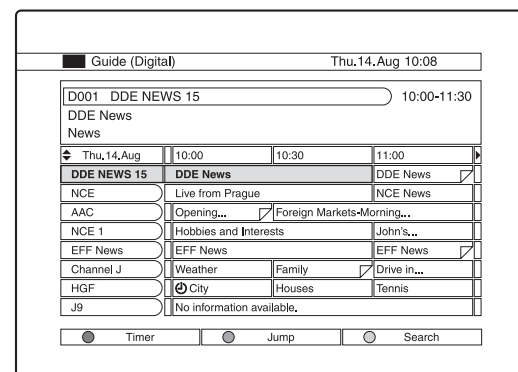 Guide (Digital) Thu.14.Aug 10:08
D001 DDE NEWS 15 10:00-11:30
DDE News
News
Thu.14.Aug 10:00 10:30 11:00
DDE NEWS 15 DDE News DDE News
NCE Live from Prague NCE News
AAC Opening... Foreign Markets-Morning...
NCE 1 Hobbies and Interests John's...
EFF News EFF News EFF News
Channel J Weather Family Drive in...
HGF City Houses Tennis
J9 No information available.
Timer Jump Search